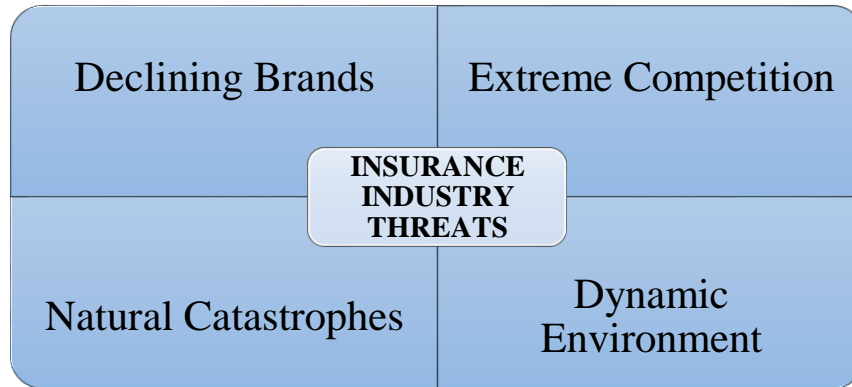 Declining Brands
Extreme Competition
INSURANCE
INDUSTRY
THREATS
Natural Catastrophes
Dynamic
Environment